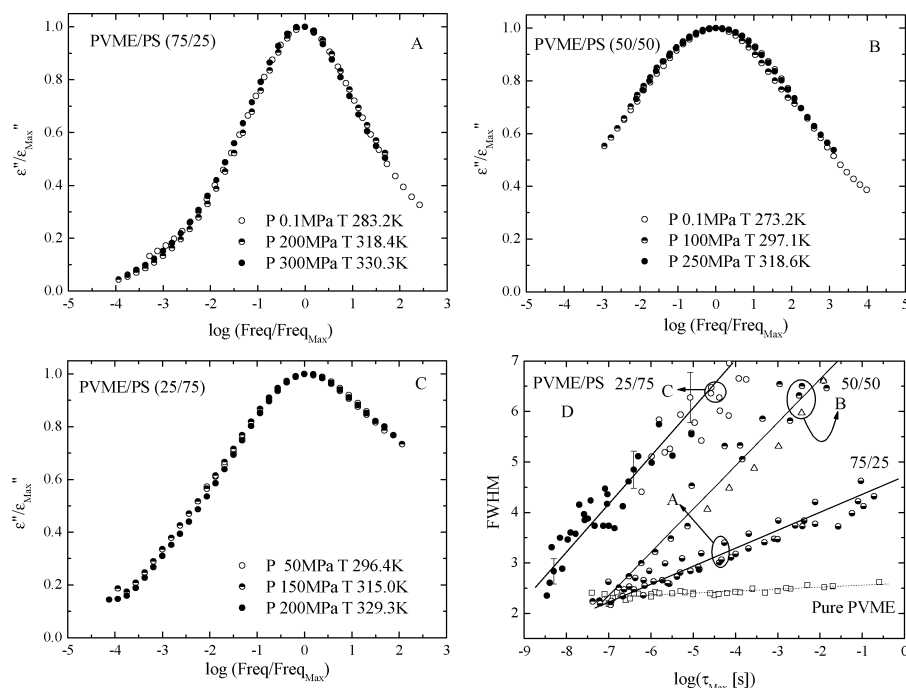 PVME/PS (75/25)
A
ε"/ε_Max"
1.0
0.8
0.6
0.4
0.2
0.0
P 0.1MPa T 283.2K
P 200MPa T 318.4K
P 300MPa T 330.3K
-5 -4 -3 -2 -1 0 1 2 3
log (Freq/Freq_Max)
PVME/PS (50/50)
B
ε"/ε_Max"
1.0
0.8
0.6
0.4
0.2
0.0
P 0.1MPa T 273.2K
P 100MPa T 297.1K
P 250MPa T 318.6K
-5 -4 -3 -2 -1 0 1 2 3 4 5
log (Freq/Freq_Max)
PVME/PS (25/75)
C
ε"/ε_Max"
1.0
0.8
0.6
0.4
0.2
0.0
P 50MPa T 296.4K
P 150MPa T 315.0K
P 200MPa T 329.3K
-5 -4 -3 -2 -1 0 1 2 3
log (Freq/Freq_Max)
PVME/PS 25/75
50/50
C
B
D
75/25
A
Pure PVME
FWHM
7
6
5
4
3
2
-9 -8 -7 -6 -5 -4 -3 -2 -1 0
log(τ_Max [s])